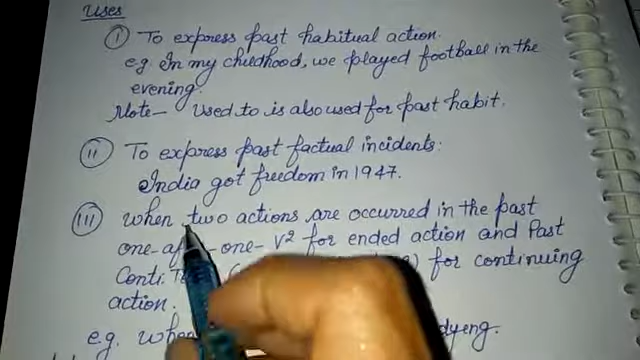 Uses
(i) To express past habitual action.
e.g. In my childhood, we played football in the
evening.
Note- Used to is also used for past habit.
(ii) To express past factual incidents:
India got freedom in 1947.
(iii) when two actions are occurred in the past
one- -one- V² for ended action and Past
Conti. for continuing
action.
e.g. when dyeng.